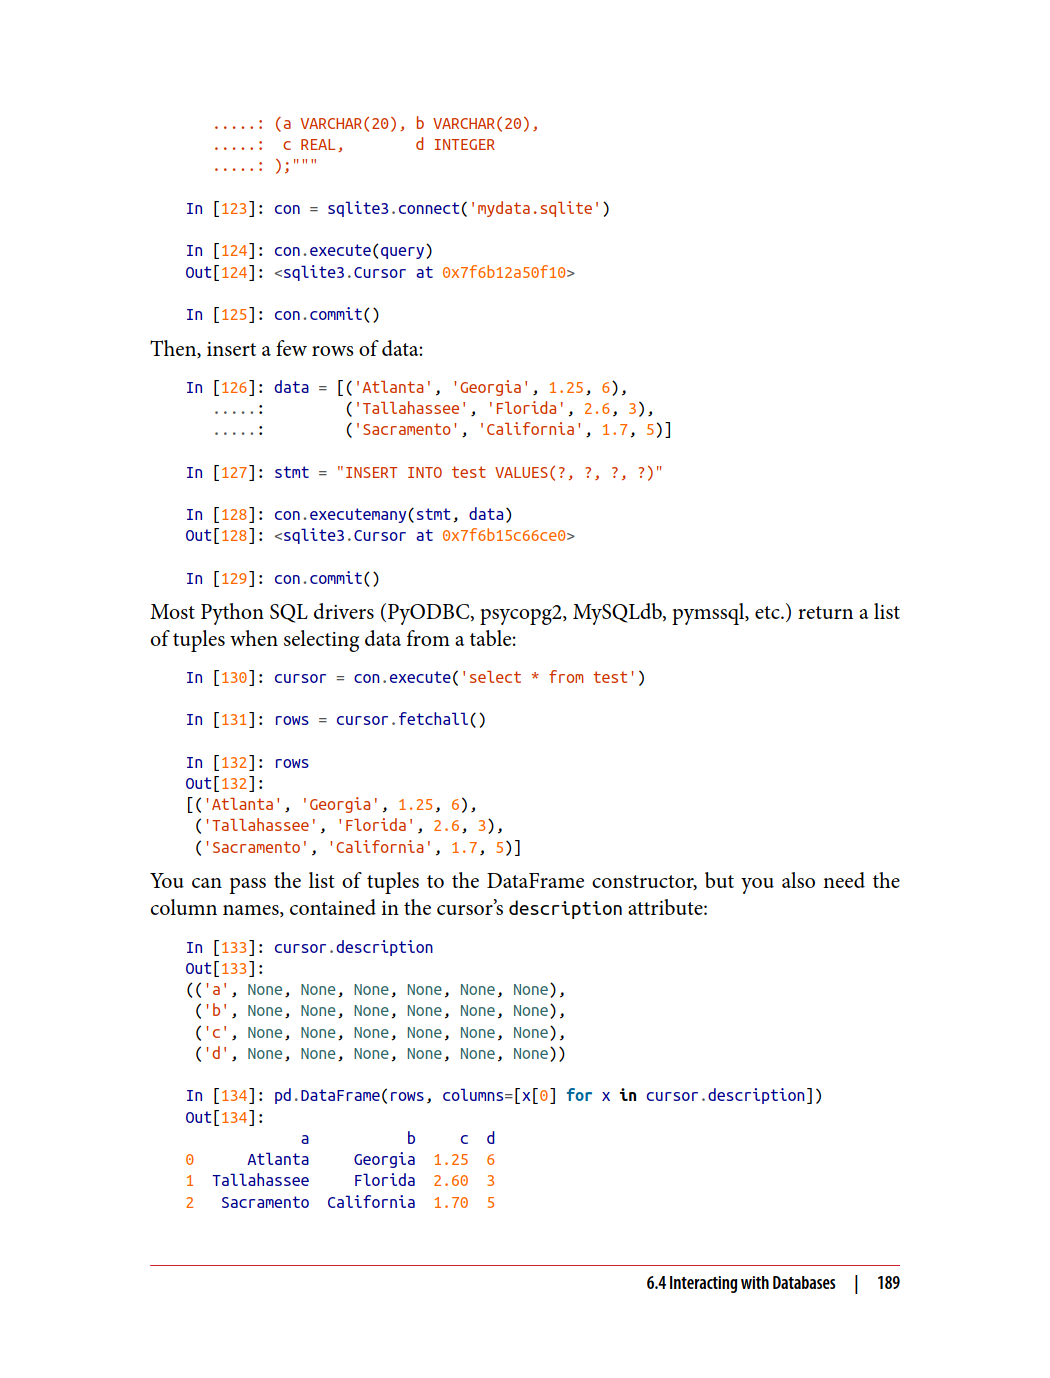 .....: (a VARCHAR(20), b VARCHAR(20),
.....:  c REAL,        d INTEGER
.....: );"""
In [123]: con = sqlite3.connect('mydata.sqlite')
In [124]: con.execute(query)
Out[124]: <sqlite3.Cursor at 0x7f6b12a50f10>
In [125]: con.commit()
Then, insert a few rows of data:
In [126]: data = [('Atlanta', 'Georgia', 1.25, 6),
.....:         ('Tallahassee', 'Florida', 2.6, 3),
.....:         ('Sacramento', 'California', 1.7, 5)]
In [127]: stmt = "INSERT INTO test VALUES(?, ?, ?, ?)"
In [128]: con.executemany(stmt, data)
Out[128]: <sqlite3.Cursor at 0x7f6b15c66ce0>
In [129]: con.commit()
Most Python SQL drivers (PyODBC, psycopg2, MySQLdb, pymssql, etc.) return a list
of tuples when selecting data from a table:
In [130]: cursor = con.execute('select * from test')
In [131]: rows = cursor.fetchall()
In [132]: rows
Out[132]:
[('Atlanta', 'Georgia', 1.25, 6),
('Tallahassee', 'Florida', 2.6, 3),
('Sacramento', 'California', 1.7, 5)]
You can pass the list of tuples to the DataFrame constructor, but you also need the
column names, contained in the cursor’s description attribute:
In [133]: cursor.description
Out[133]:
(('a', None, None, None, None, None, None),
('b', None, None, None, None, None, None),
('c', None, None, None, None, None, None),
('d', None, None, None, None, None, None))
In [134]: pd.DataFrame(rows, columns=[x[0] for x in cursor.description])
Out[134]:
a           b     c  d
0      Atlanta     Georgia  1.25  6
1  Tallahassee     Florida  2.60  3
2   Sacramento  California  1.70  5
6.4 Interacting with Databases | 189